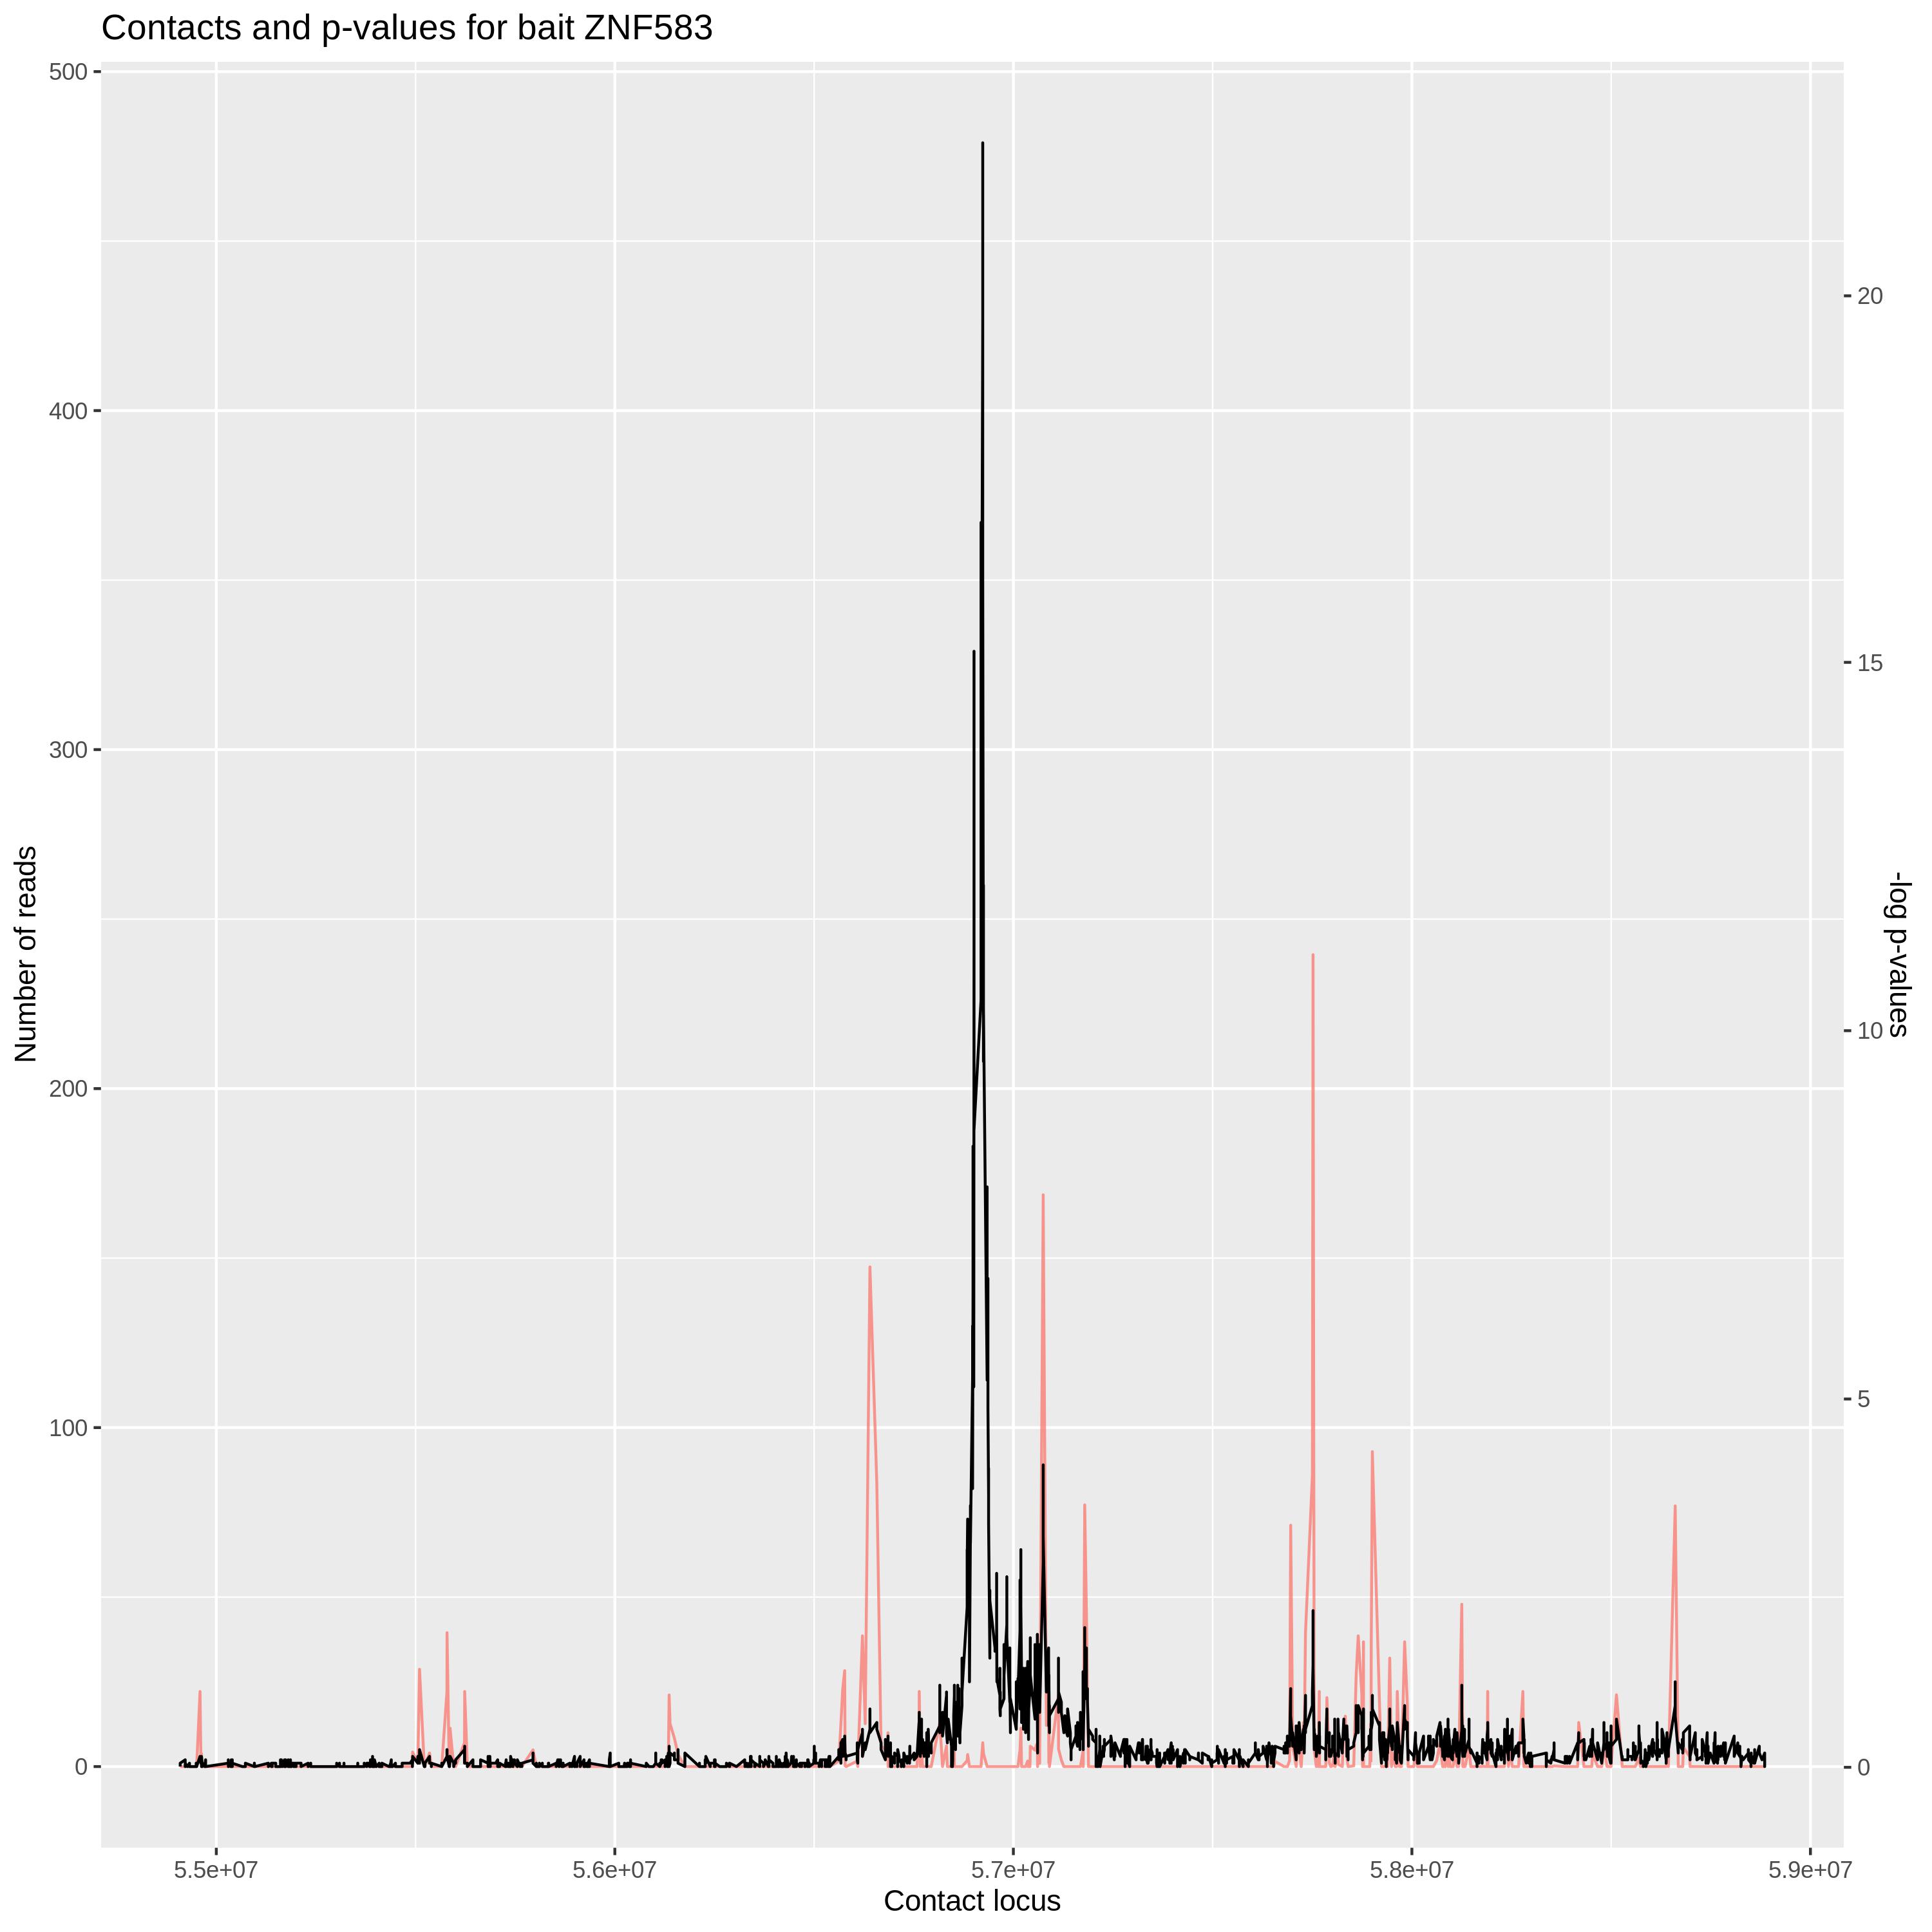 Contacts and p-values for bait ZNF583
500
400
300
200
100
0
Number of reads
20
15
10
5
0
-log p-values
5.5e+07
5.6e+07
5.7e+07
5.8e+07
5.9e+07
Contact locus